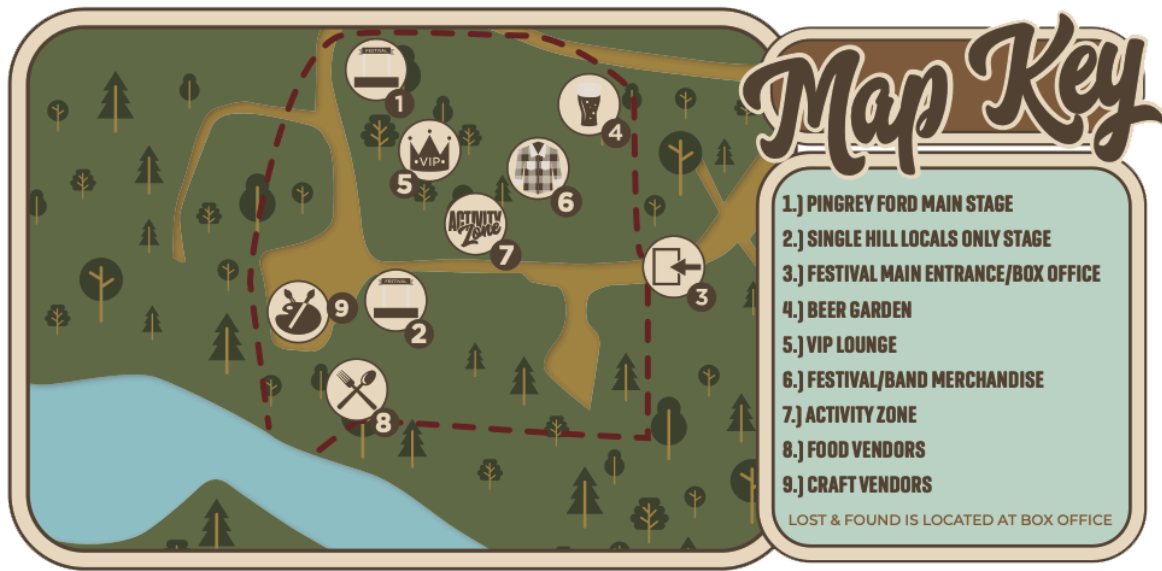 FESTIVAL
1
4
VIP
5
6
ACTIVITY
Zone
7
3
FESTIVAL
9
2
8
Map Key
1.) PINGREY FORD MAIN STAGE
2.) SINGLE HILL LOCALS ONLY STAGE
3.) FESTIVAL MAIN ENTRANCE/BOX OFFICE
4.) BEER GARDEN
5.) VIP LOUNGE
6.) FESTIVAL/BAND MERCHANDISE
7.) ACTIVITY ZONE
8.) FOOD VENDORS
9.) CRAFT VENDORS
LOST & FOUND IS LOCATED AT BOX OFFICE